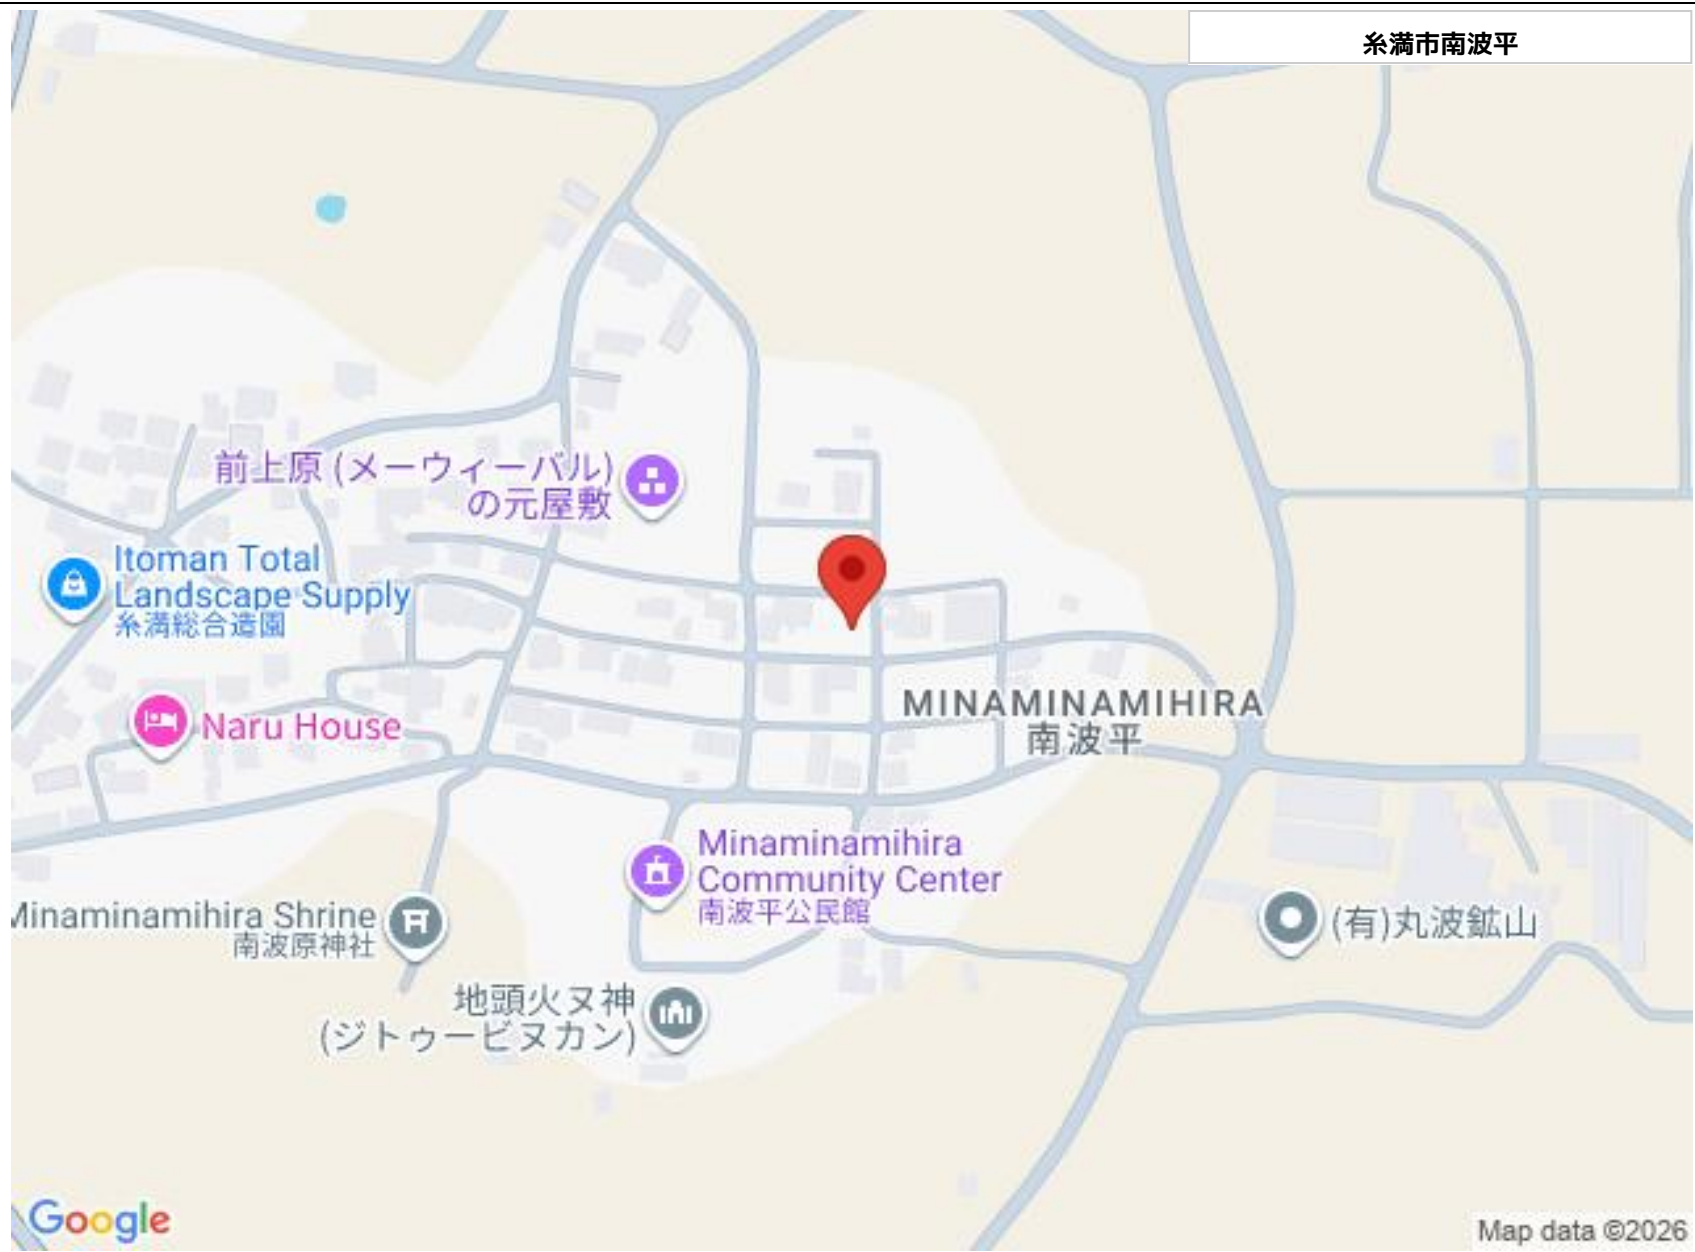 糸満市南波平
前上原 (メーウィーバル)
の元屋敷
Itoman Total
Landscape Supply
糸満総合造園
Naru House
MINAMINAMIHIRA
南波平
Minaminamihira
Community Center
南波平公民館
Minaminamihira Shrine
南波原神社
(有)丸波鉱山
地頭火ヌ神
(ジトゥービヌカン)
Google
Map data ©2026